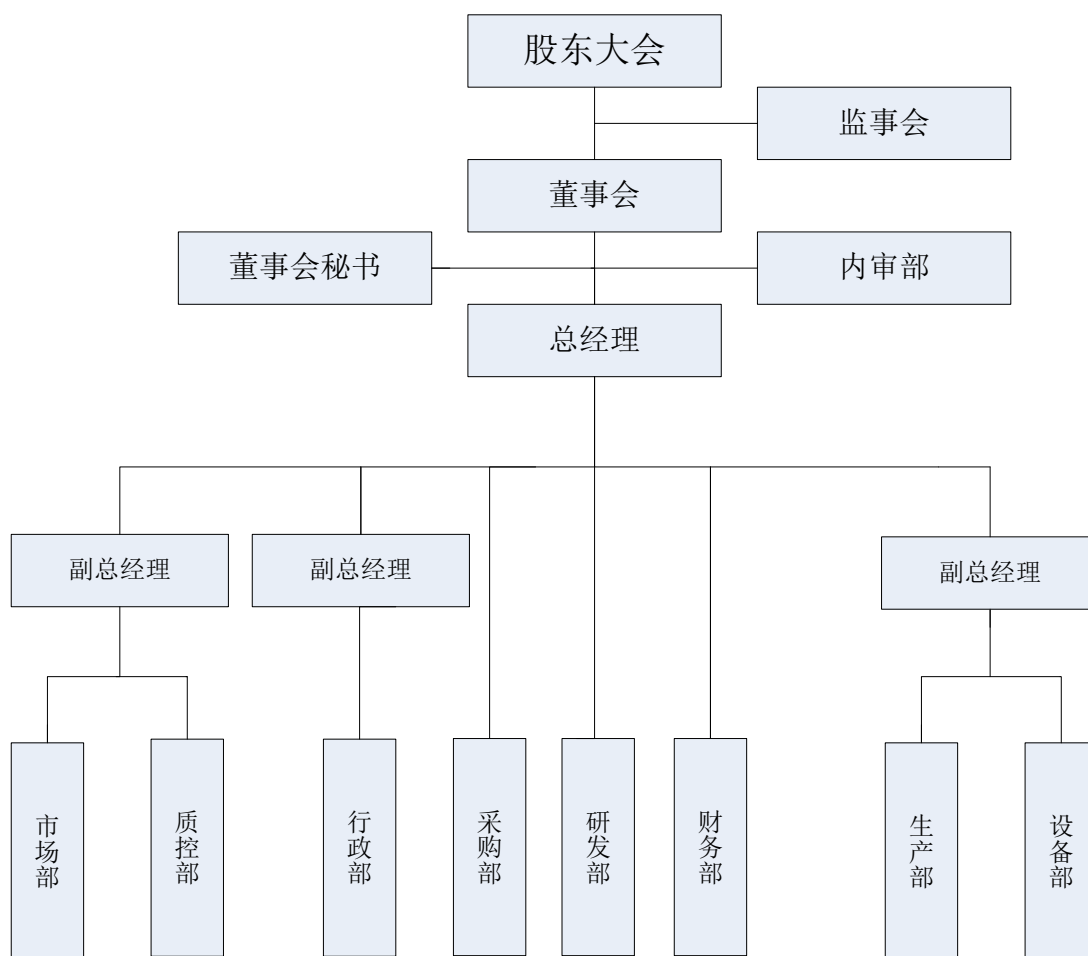 股东大会
监事会
董事会
董事会秘书
内审部
总经理
副总经理
副总经理
副总经理
市场部
质控部
行政部
采购部
研发部
财务部
生产部
设备部